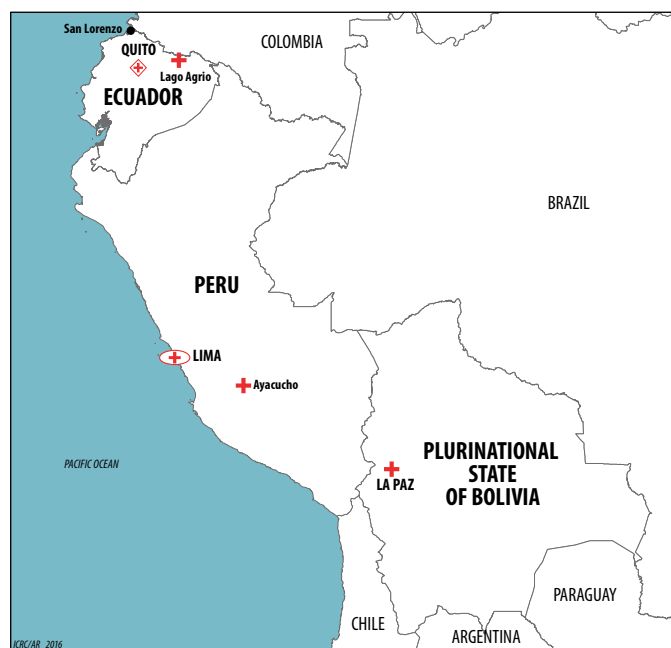 San Lorenzo
COLOMBIA
QUITO
Lago Agrio
ECUADOR
BRAZIL
PERU
LIMA
Ayacucho
PLURINATIONAL
STATE
OF BOLIVIA
PACIFIC OCEAN
LA PAZ
PARAGUAY
CHILE
ARGENTINA
ICRC/AR 2016